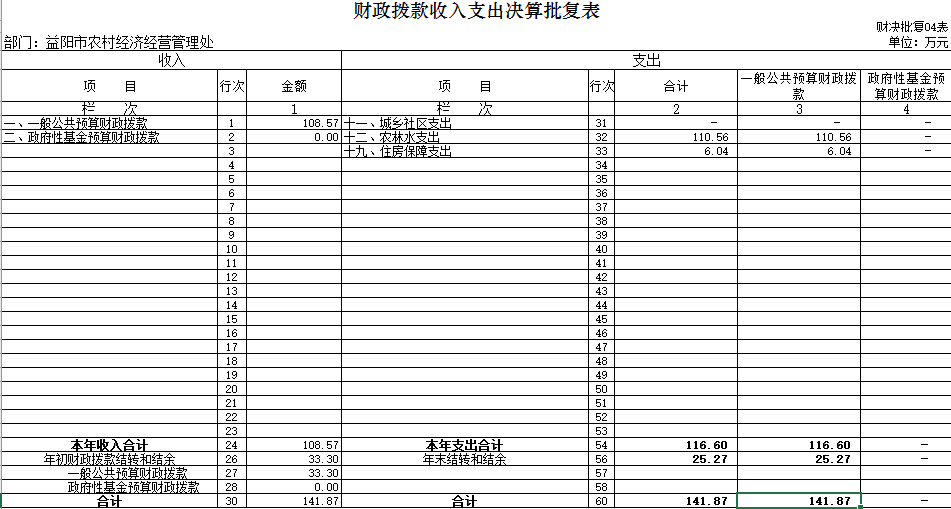 财政拨款收入支出决算批复表
财决批复04表
部门：益阳市农村经济经营管理处 单位：万元
收入 支出
项 目 行次 金额 项 目 行次 合计 一般公共预算财政拨款 政府性基金预算财政拨款
栏 次 1 栏 次 2 3 4
一、一般公共预算财政拨款 1 108.57 十一、城乡社区支出 31 - - -
二、政府性基金预算财政拨款 2 0.00 十二、农林水支出 32 110.56 110.56 -
3 十九、住房保障支出 33 6.04 6.04 -
4 34
5 35
6 36
7 37
8 38
9 39
10 40
11 41
12 42
13 43
14 44
15 45
16 46
17 47
18 48
19 49
20 50
21 51
22 52
23 53
本年收入合计 24 108.57 本年支出合计 54 116.60 116.60 -
年初财政拨款结转和结余 26 33.30 年末结转和结余 56 25.27 25.27 -
一般公共预算财政拨款 27 33.30 57
政府性基金预算财政拨款 28 0.00 58
合计 30 141.87 合计 60 141.87 141.87 -